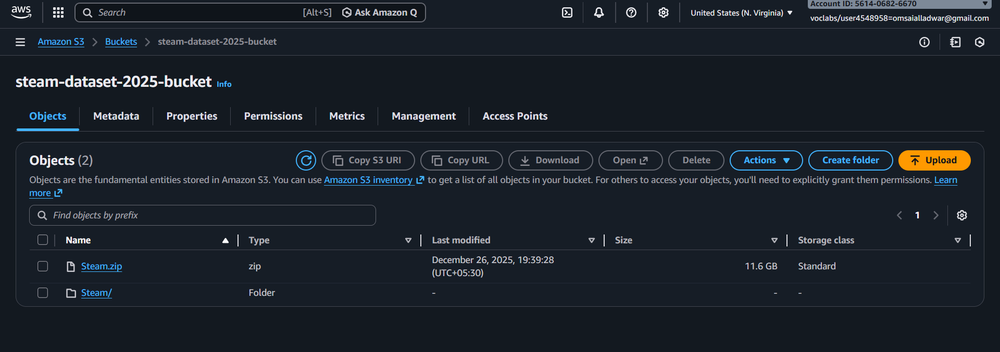 aws
Search [Alt+S] Ask Amazon Q
United States (N. Virginia)
Account ID: 5614-0682-6670
voclabs/user4548958=omsaialladwar@gmail.com
Amazon S3 > Buckets > steam-dataset-2025-bucket
steam-dataset-2025-bucket Info
Objects Metadata Properties Permissions Metrics Management Access Points
Objects (2) Copy S3 URI Copy URL Download Open Delete Actions Create folder Upload
Objects are the fundamental entities stored in Amazon S3. You can use Amazon S3 inventory to get a list of all objects in your bucket. For others to access your objects, you'll need to explicitly grant them permissions. Learn
more
Find objects by prefix
1
Name Type Last modified Size Storage class
Steam.zip zip December 26, 2025, 19:39:28 (UTC+05:30) 11.6 GB Standard
Steam/ Folder - - -